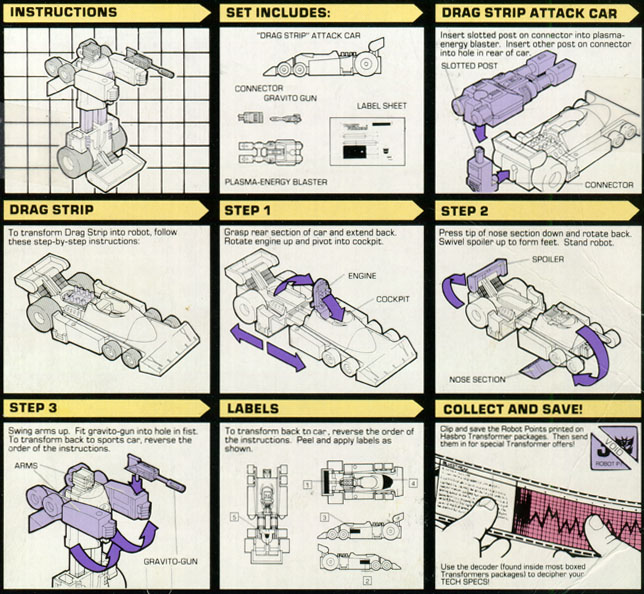 INSTRUCTIONS
SET INCLUDES:
"DRAG STRIP" ATTACK CAR
CONNECTOR
GRAVITO GUN
LABEL SHEET
PLASMA-ENERGY BLASTER
DRAG STRIP ATTACK CAR
Insert slotted post on connector into plasma-
energy blaster. Insert other post on connector
into hole in rear of car.
SLOTTED POST
CONNECTOR
DRAG STRIP
To transform Drag Strip into robot, follow
these step-by-step instructions:
STEP 1
Grasp rear section of car and extend back.
Rotate engine up and pivot into cockpit.
ENGINE
COCKPIT
STEP 2
Press tip of nose section down and rotate back.
Swivel spoiler up to form feet. Stand robot.
SPOILER
NOSE SECTION
STEP 3
Swing arms up. Fit gravito-gun into hole in fist.
To transform back to sports car, reverse the
order of the instructions.
ARMS
GRAVITO-GUN
LABELS
To transform back to car, reverse the order of
the instructions. Peel and apply labels as
shown.
1
4
5
3
2
COLLECT AND SAVE!
Clip and save the Robot Points printed on
Hasbro Transformer packages. Then send
them in for special Transformer offers!
VOID
ROBOT
Use the decoder (found inside most boxed
Transformers packages) to decipher your
TECH SPECS!